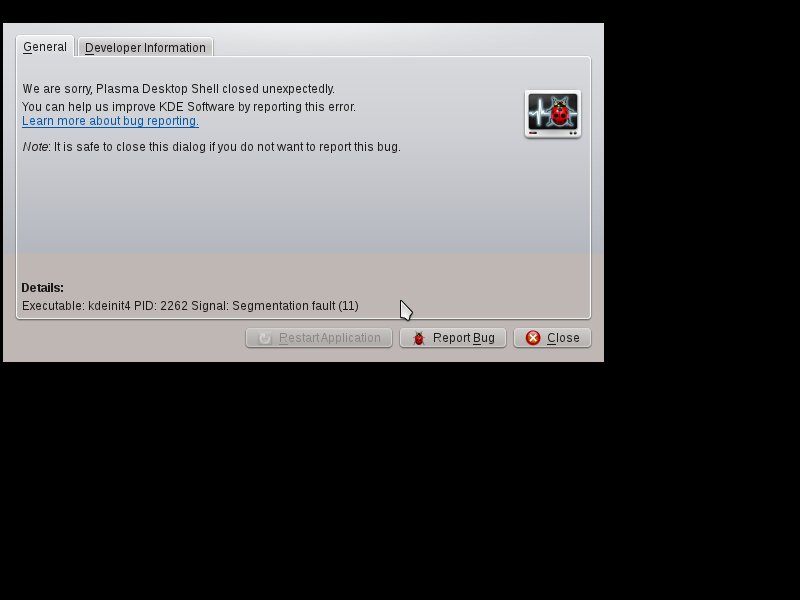 General
Developer Information
We are sorry, Plasma Desktop Shell closed unexpectedly.
You can help us improve KDE Software by reporting this error.
Learn more about bug reporting.
Note: It is safe to close this dialog if you do not want to report this bug.
Details:
Executable: kdeinit4 PID: 2262 Signal: Segmentation fault (11)
Restart Application
Report Bug
Close